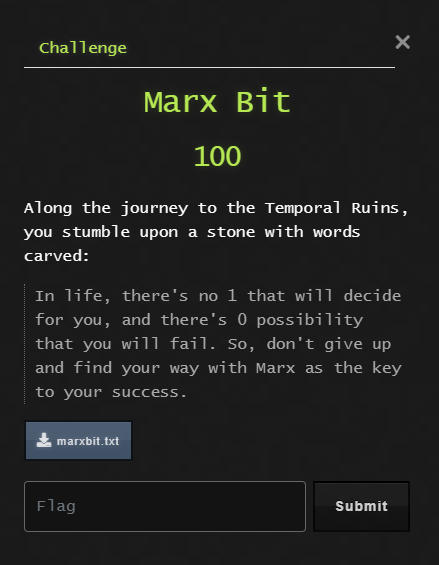 Challenge
×
Marx Bit
100
Along the journey to the Temporal Ruins,
you stumble upon a stone with words
carved:
In life, there's no 1 that will decide
for you, and there's 0 possibility
that you will fail. So, don't give up
and find your way with Marx as the key
to your success.
marxbit.txt
Flag
Submit